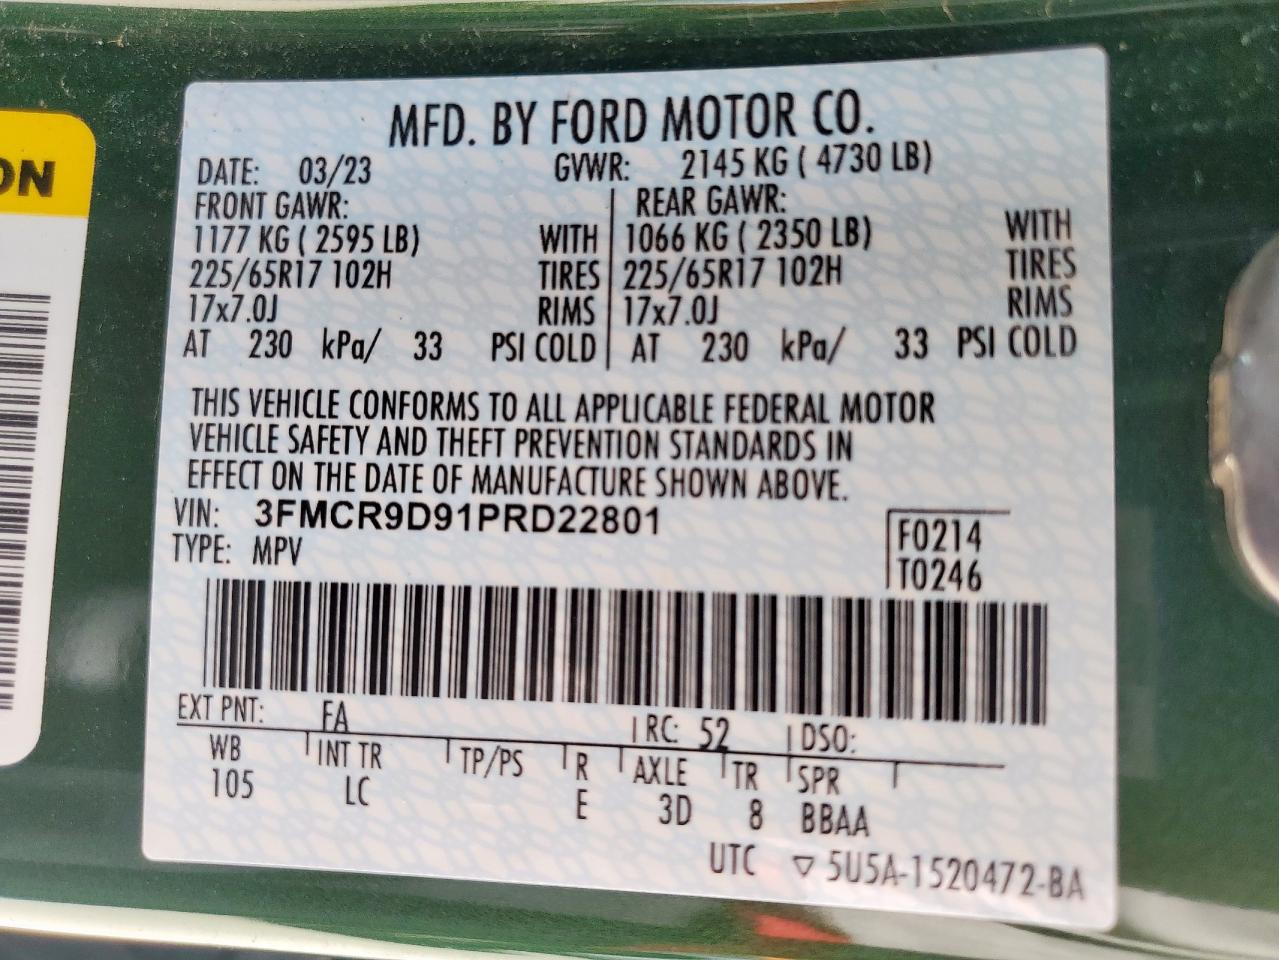 ON
MFD. BY FORD MOTOR CO.
DATE: 03/23 GVWR: 2145 KG ( 4730 LB)
FRONT GAWR: REAR GAWR:
1177 KG ( 2595 LB) WITH 1066 KG ( 2350 LB) WITH
225/65R17 102H TIRES 225/65R17 102H TIRES
17x7.0J RIMS 17x7.0J RIMS
AT 230 kPa/ 33 PSI COLD AT 230 kPa/ 33 PSI COLD
THIS VEHICLE CONFORMS TO ALL APPLICABLE FEDERAL MOTOR
VEHICLE SAFETY AND THEFT PREVENTION STANDARDS IN
EFFECT ON THE DATE OF MANUFACTURE SHOWN ABOVE.
VIN: 3FMCR9D91PRD22801
F0214
TYPE: MPV
T0246
EXT PNT: FA RC: 52 DSO:
WB INT TR TP/PS R AXLE TR SPR
105 LC E 3D 8 BBAA
UTC ▽ 5U5A-1520472-BA